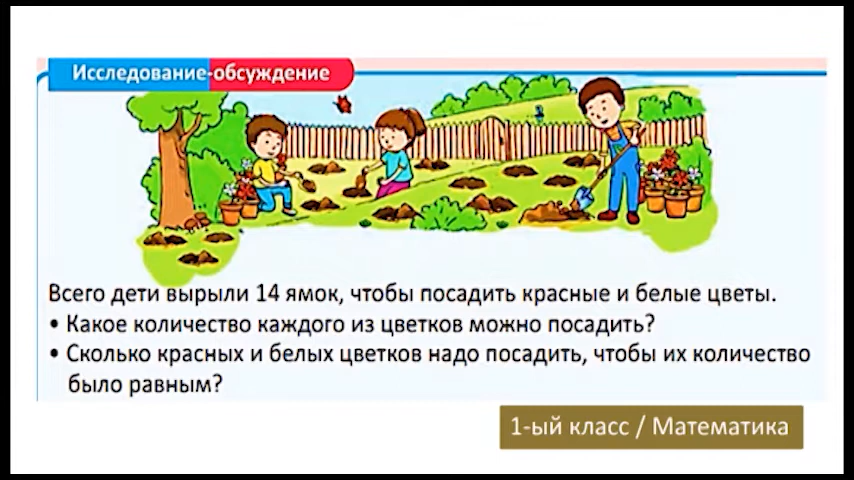 Исследование-обсуждение
Всего дети вырыли 14 ямок, чтобы посадить красные и белые цветы.
• Какое количество каждого из цветков можно посадить?
• Сколько красных и белых цветков надо посадить, чтобы их количество
было равным?
1-ый класс / Математика